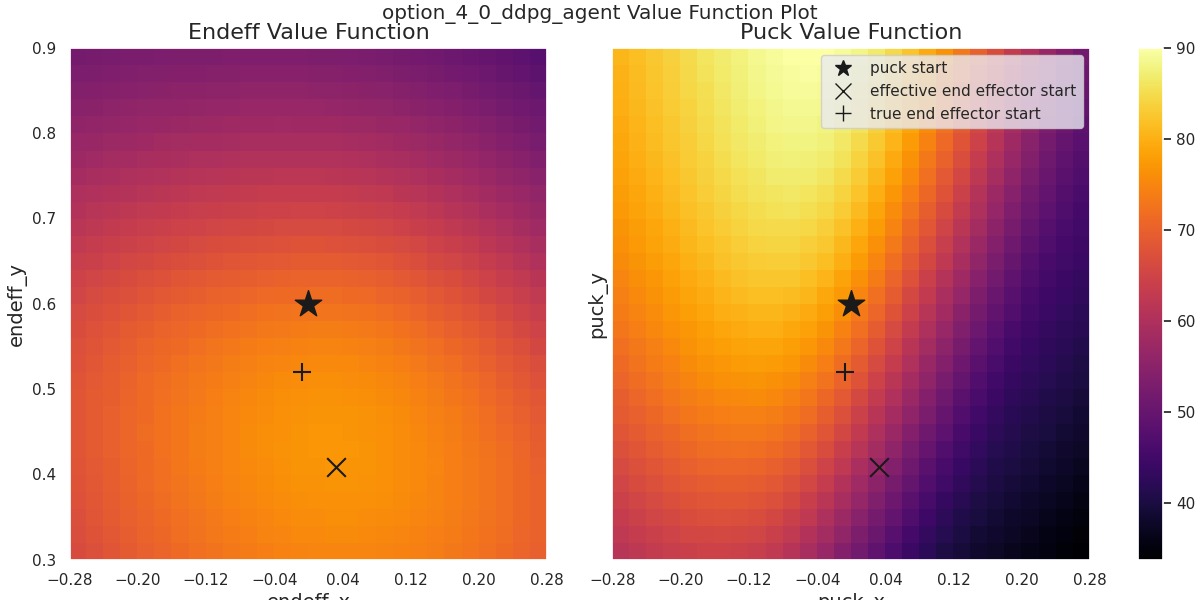 option_4_0_ddpg_agent Value Function Plot
Endeff Value Function
Puck Value Function
puck start
effective end effector start
true end effector start
endeff_y
0.9
0.8
0.7
0.6
0.5
0.4
0.3
−0.28 −0.20 −0.12 −0.04 0.04 0.12 0.20 0.28
endeff_x
puck_y
−0.28 −0.20 −0.12 −0.04 0.04 0.12 0.20 0.28
puck_x
90
80
70
60
50
40